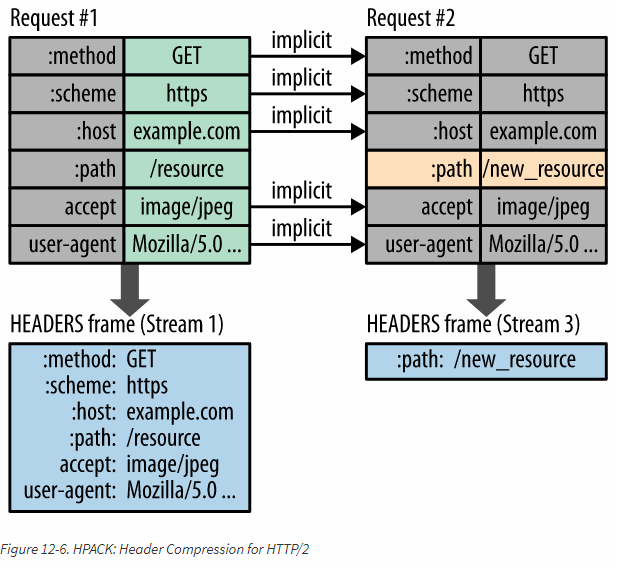 Request #1
:method GET
:scheme https
:host example.com
:path /resource
accept image/jpeg
user-agent Mozilla/5.0 ...
implicit
implicit
implicit
implicit
implicit
Request #2
:method GET
:scheme https
:host example.com
:path /new_resource
accept image/jpeg
user-agent Mozilla/5.0 ...
HEADERS frame (Stream 1)
:method: GET
:scheme: https
:host: example.com
:path: /resource
accept: image/jpeg
user-agent: Mozilla/5.0 ...
HEADERS frame (Stream 3)
:path: /new_resource
Figure 12-6. HPACK: Header Compression for HTTP/2